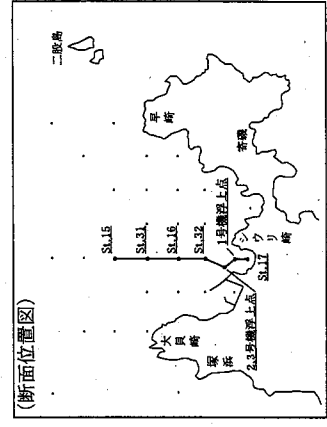 (断面位置図)
二股島
早崎
寄磯
St.15
St.31
St.16
St.32
1号機浮上点
シウリ崎
St.17
2,3号機浮上点
大貝崎
塚浜